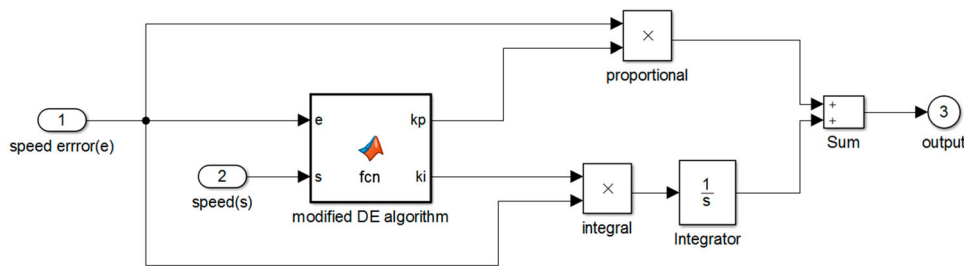 ×
proportional
1
speed errror(e)
e
kp
fcn
s
ki
modified DE algorithm
2
speed(s)
×
integral
1
s
Integrator
+
+
Sum
3
output